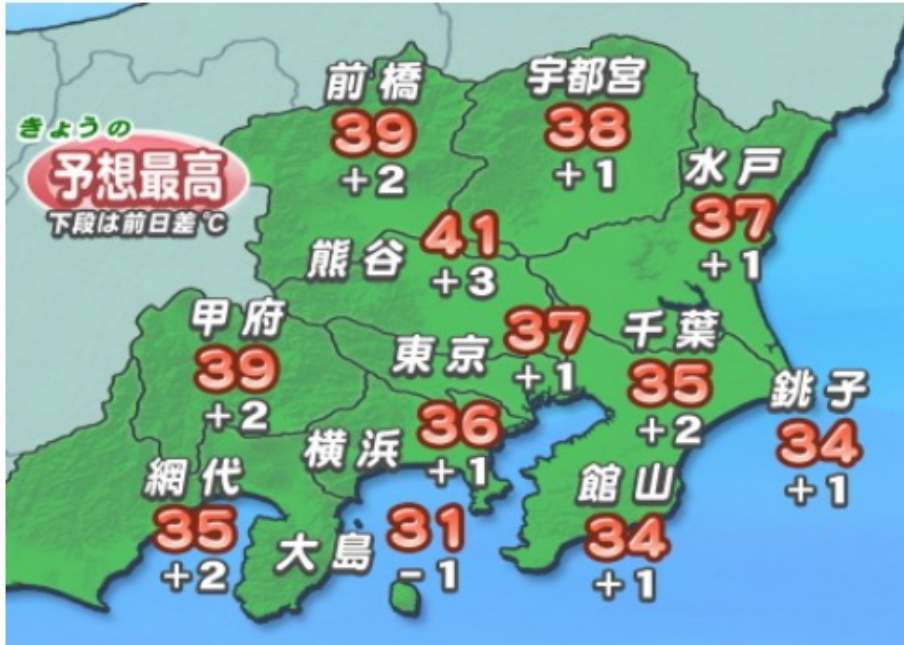 きょうの
予想最高
下段は前日差℃
前橋
39
+2
宇都宮
38
+1
水戸
37
+1
熊谷
41
+3
甲府
39
+2
東京
37
+1
千葉
35
+2
銚子
34
+1
横浜
36
+1
網代
35
+2
大島
31
-1
館山
34
+1